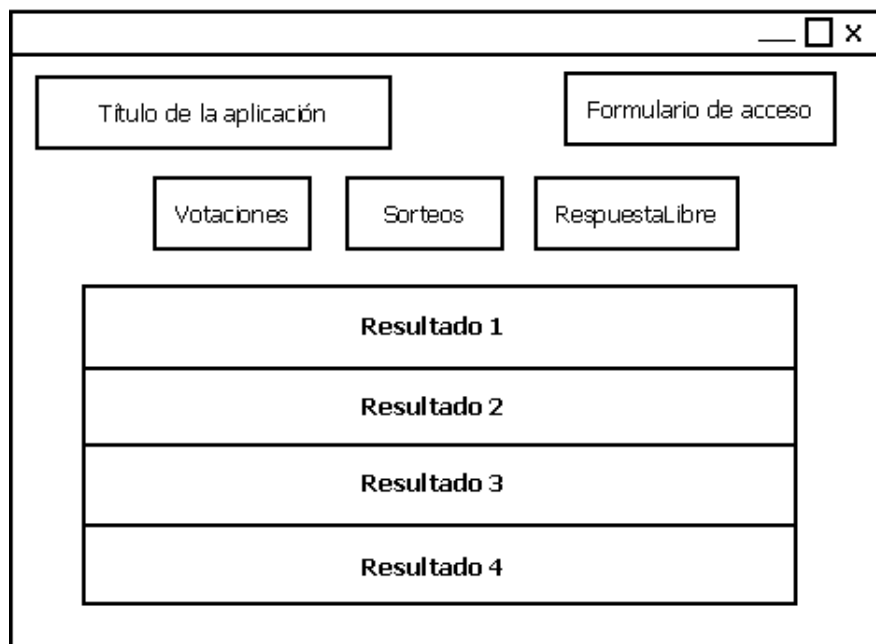 Título de la aplicación
Formulario de acceso
Votaciones
Sorteos
RespuestaLibre
Resultado 1
Resultado 2
Resultado 3
Resultado 4